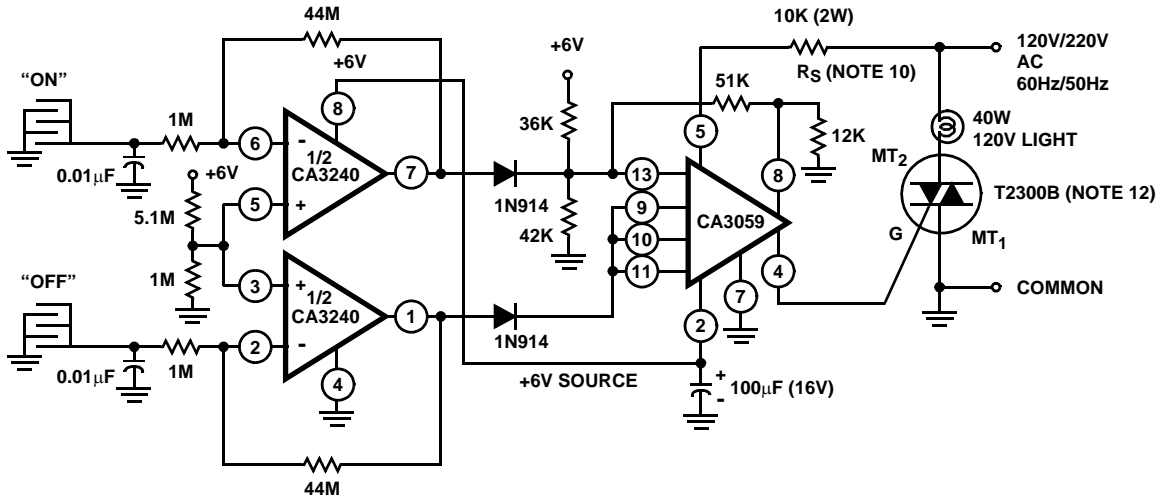 44M
+6V
"ON"
1M
0.01µF
6
-
1/2
CA3240
8
7
+6V
5.1M
5
+
1M
3
+
1/2
CA3240
1
"OFF"
1M
0.01µF
2
-
4
44M
+6V
36K
1N914
42K
1N914
+6V SOURCE
13
9
10
11
CA3059
5
51K
10K (2W)
RS (NOTE 10)
12K
8
4
7
2
+
-
100µF (16V)
120V/220V
AC
60Hz/50Hz
40W
120V LIGHT
MT2
T2300B (NOTE 12)
G
MT1
COMMON